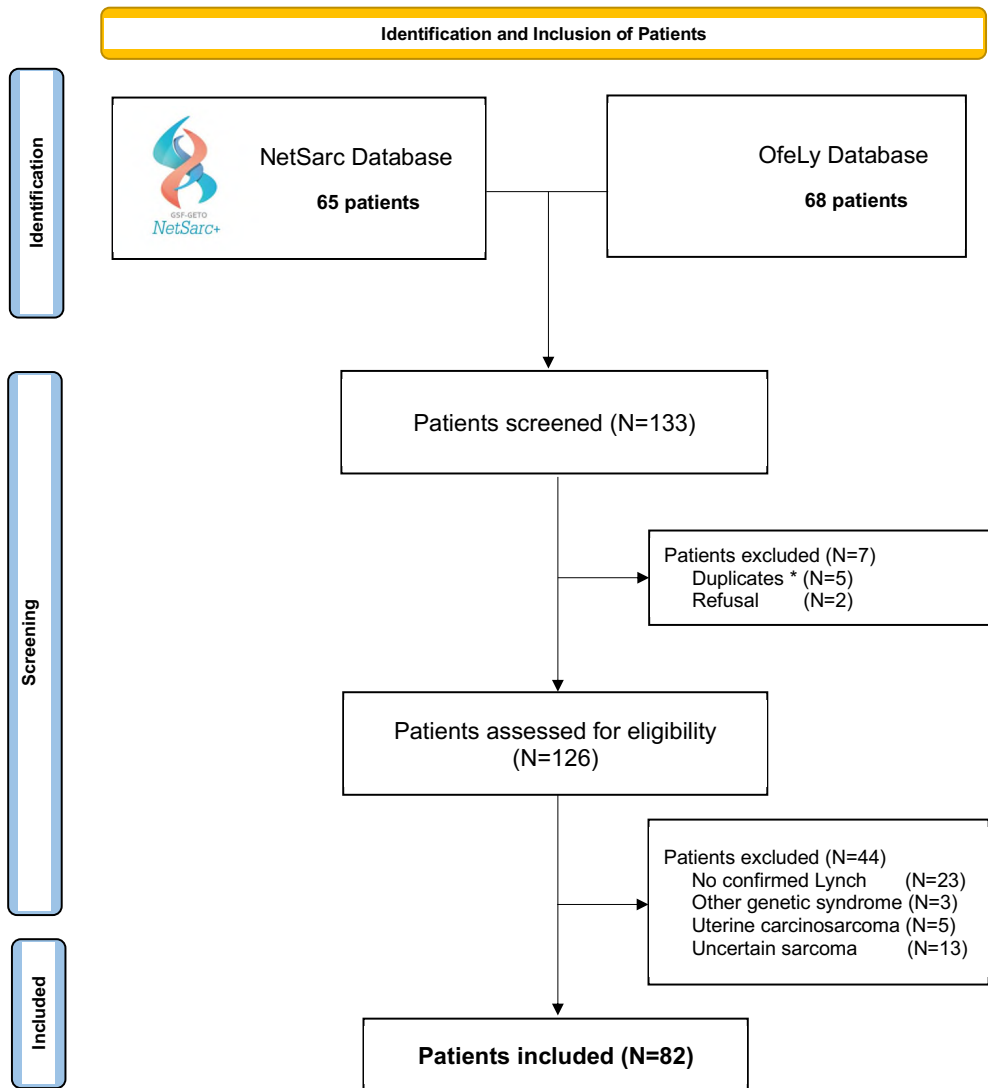 Identification and Inclusion of Patients
Identification
NetSarc Database
65 patients
GSF-GETO
NetSarc+
OfeLy Database
68 patients
Screening
Patients screened (N=133)
Patients excluded (N=7)
Duplicates * (N=5)
Refusal (N=2)
Patients assessed for eligibility
(N=126)
Patients excluded (N=44)
No confirmed Lynch (N=23)
Other genetic syndrome (N=3)
Uterine carcinosarcoma (N=5)
Uncertain sarcoma (N=13)
Included
Patients included (N=82)